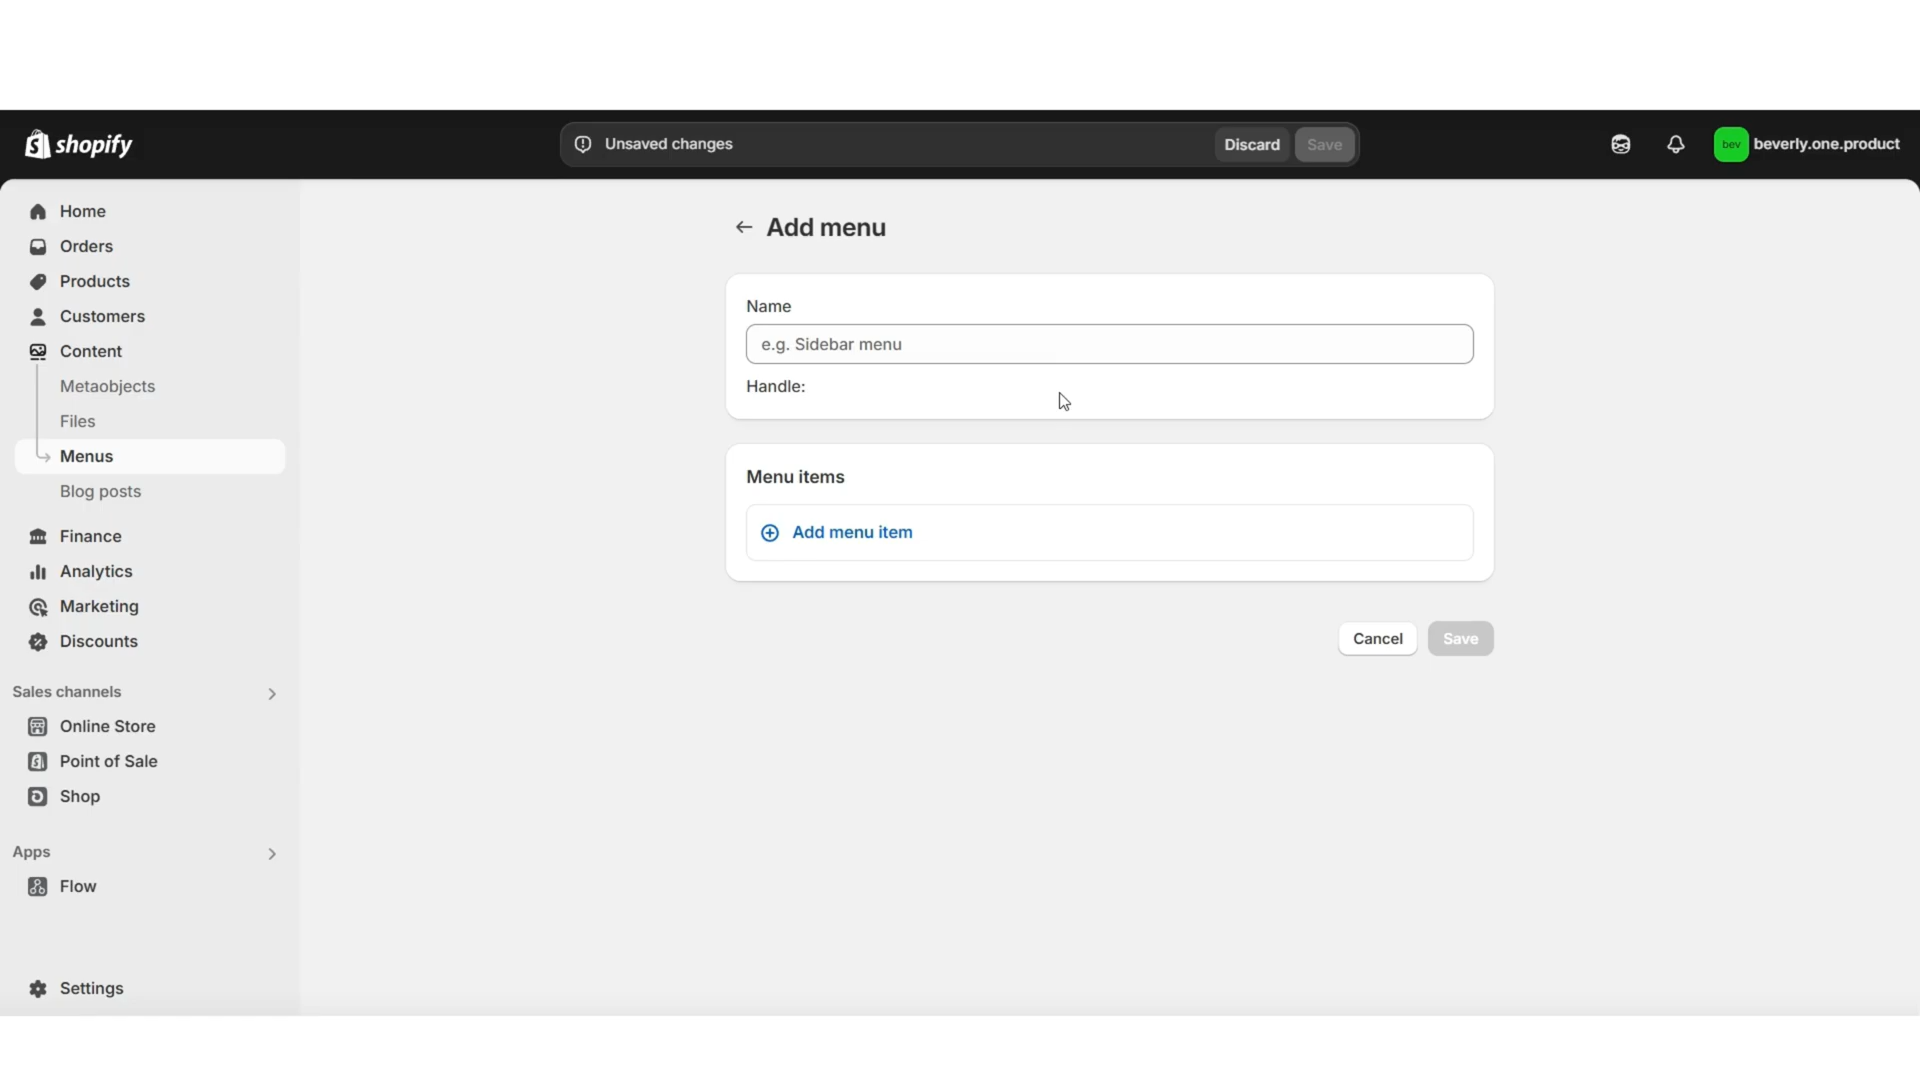 shopify
Unsaved changes
Discard
Save
bev
beverly.one.product
Home
Orders
Products
Customers
Content
Metaobjects
Files
Menus
Blog posts
Finance
Analytics
Marketing
Discounts
Sales channels
Online Store
Point of Sale
Shop
Apps
Flow
Settings
Add menu
Name
e.g. Sidebar menu
Handle:
Menu items
Add menu item
Cancel
Save